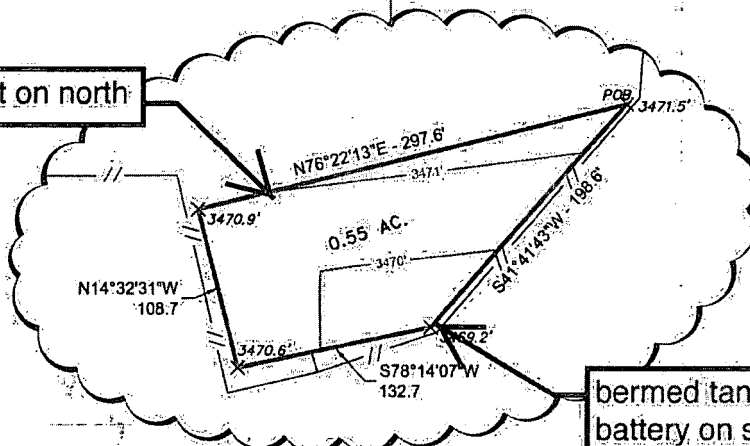 t on north
POB
3471.5'
N76°22'13"E - 297.6'
3471'
3470.9'
0.55 AC.
S41°41'43"W - 198.6'
3470'
N14°32'31"W
108.7
3469.2'
3470.6'
S78°14'07"W
132.7
bermed tan
battery on s